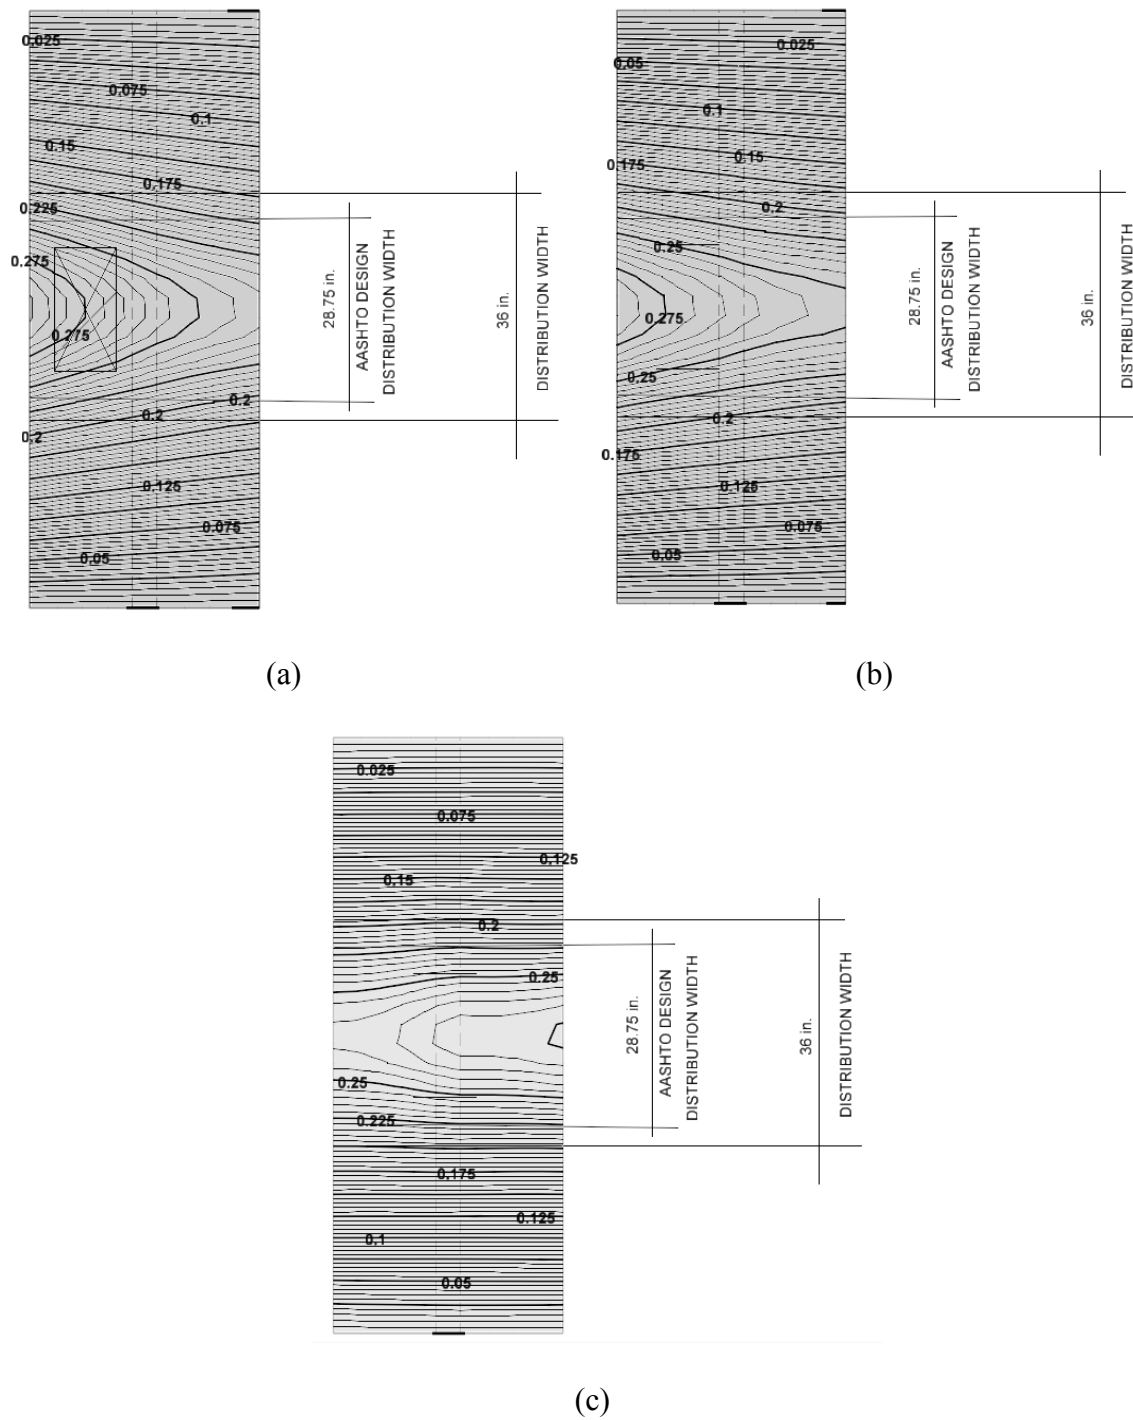 0.025
0.075
0.1
0.15
0.175
0.225
0.275
0.275
0.2
0.2
0.2
0.125
0.075
0.05
28.75 in.
AASHTO DESIGN
DISTRIBUTION WIDTH
36 in.
DISTRIBUTION WIDTH
(a)
0.025
0.05
0.1
0.15
0.175
0.2
0.25
0.275
0.25
0.2
0.175
0.125
0.075
0.05
28.75 in.
AASHTO DESIGN
DISTRIBUTION WIDTH
36 in.
DISTRIBUTION WIDTH
(b)
0.025
0.075
0.125
0.15
0.2
0.25
0.25
0.225
0.175
0.125
0.1
0.05
28.75 in.
AASHTO DESIGN
DISTRIBUTION WIDTH
36 in.
DISTRIBUTION WIDTH
(c)